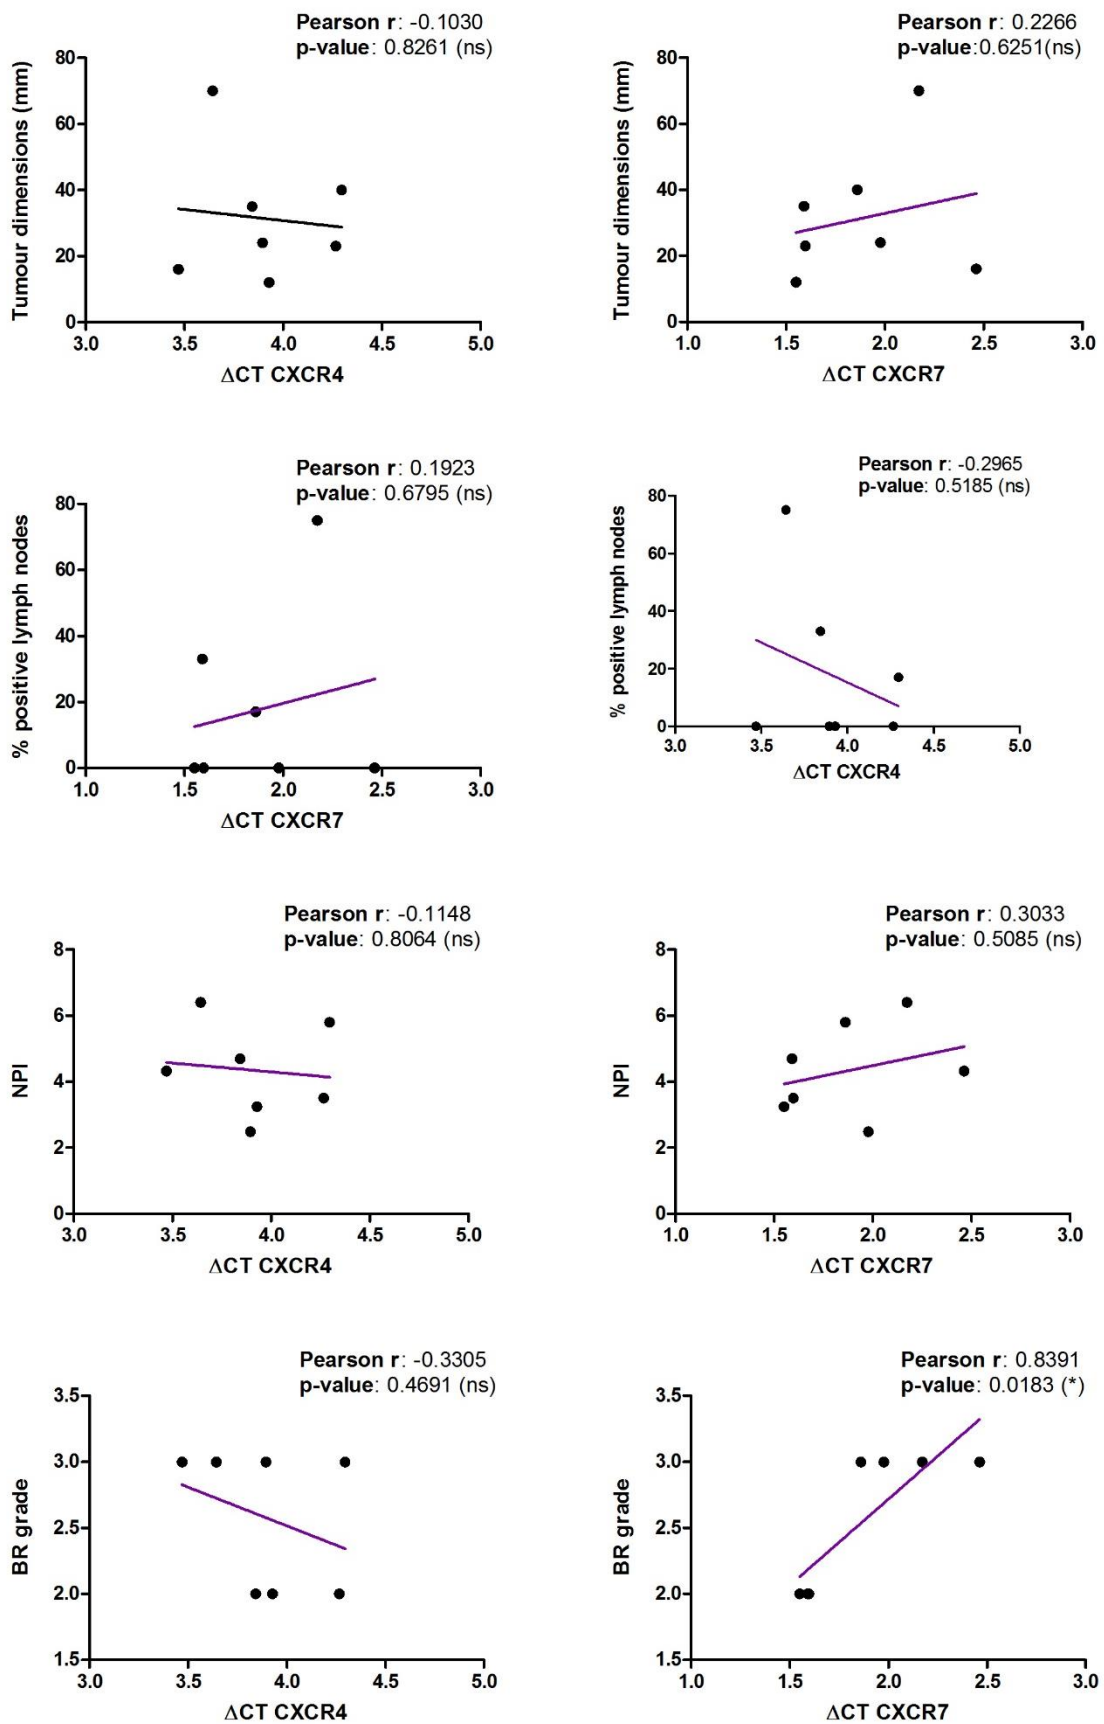 Pearson r: -0.1030
p-value: 0.8261 (ns)
Tumour dimensions (mm)
80
60
40
20
0
3.0 3.5 4.0 4.5 5.0
ΔCT CXCR4
Pearson r: 0.2266
p-value:0.6251(ns)
Tumour dimensions (mm)
80
60
40
20
0
1.0 1.5 2.0 2.5 3.0
ΔCT CXCR7
Pearson r: 0.1923
p-value: 0.6795 (ns)
% positive lymph nodes
80
60
40
20
0
1.0 1.5 2.0 2.5 3.0
ΔCT CXCR7
Pearson r: -0.2965
p-value: 0.5185 (ns)
% positive lymph nodes
80
60
40
20
0
3.0 3.5 4.0 4.5 5.0
ΔCT CXCR4
Pearson r: -0.1148
p-value: 0.8064 (ns)
NPI
8
6
4
2
0
3.0 3.5 4.0 4.5 5.0
ΔCT CXCR4
Pearson r: 0.3033
p-value: 0.5085 (ns)
NPI
8
6
4
2
0
1.0 1.5 2.0 2.5 3.0
ΔCT CXCR7
Pearson r: -0.3305
p-value: 0.4691 (ns)
BR grade
3.5
3.0
2.5
2.0
1.5
3.0 3.5 4.0 4.5 5.0
ΔCT CXCR4
Pearson r: 0.8391
p-value: 0.0183 (*)
BR grade
3.5
3.0
2.5
2.0
1.5
1.0 1.5 2.0 2.5 3.0
ΔCT CXCR7